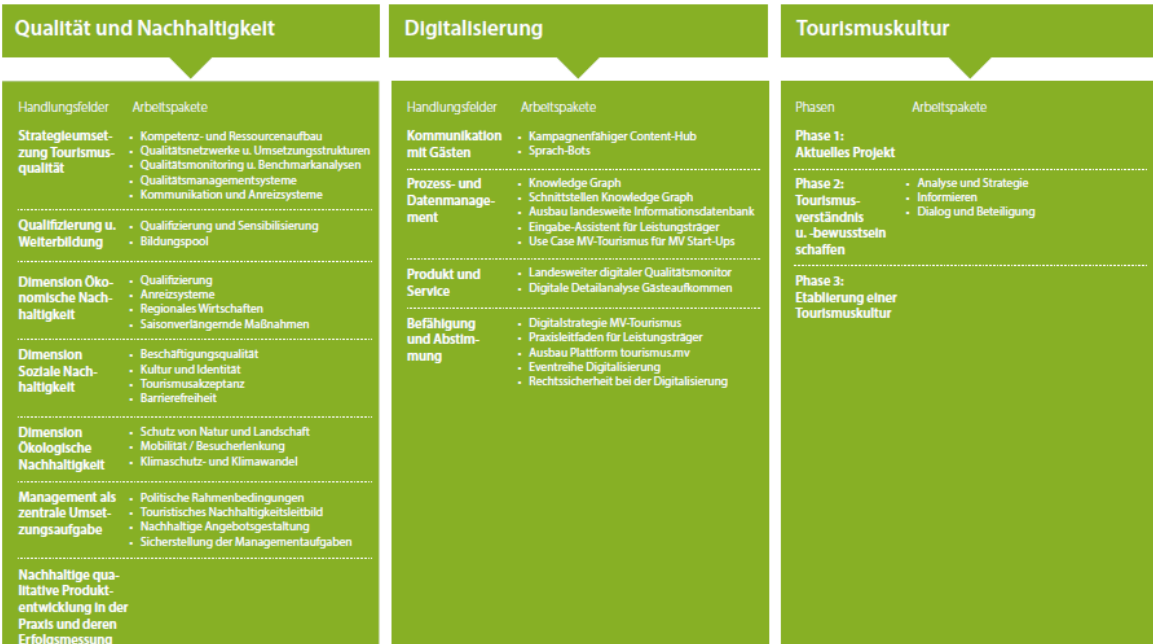 Qualität und Nachhaltigkeit
Handlungsfelder Arbeitspakete
Strategieumset-
zung Tourismus-
qualität
• Kompetenz- und Ressourcenaufbau
• Qualitätsnetzwerke u. Umsetzungsstrukturen
• Qualitätsmonitoring u. Benchmarkanalysen
• Qualitätsmanagementsysteme
• Kommunikation und Anreizsysteme
Qualifizierung u.
Weiterbildung
• Qualifizierung und Sensibilisierung
• Bildungspool
Dimension Öko-
nomische Nach-
haltigkeit
• Qualifizierung
• Anreizsysteme
• Regionales Wirtschaften
• Saisonverlängernde Maßnahmen
Dimension
Soziale Nach-
haltigkeit
• Beschäftigungsqualität
• Kultur und Identität
• Tourismusakzeptanz
• Barrierefreiheit
Dimension
Ökologische
Nachhaltigkeit
• Schutz von Natur und Landschaft
• Mobilität / Besucherlenkung
• Klimaschutz- und Klimawandel
Management als
zentrale Umset-
zungsaufgabe
• Politische Rahmenbedingungen
• Touristisches Nachhaltigkeitsleitbild
• Nachhaltige Angebotsgestaltung
• Sicherstellung der Managementaufgaben
Nachhaltige qua-
litative Produkt-
entwicklung in der
Praxis und deren
Erfolgsmessung
Digitalisierung
Handlungsfelder Arbeitspakete
Kommunikation
mit Gästen
• Kampagnenfähiger Content-Hub
• Sprach-Bots
Prozess- und
Datenmanage-
ment
• Knowledge Graph
• Schnittstellen Knowledge Graph
• Ausbau landesweite Informationsdatenbank
• Eingabe-Assistent für Leistungsträger
• Use Case MV-Tourismus für MV Start-Ups
Produkt und
Service
• Landesweiter digitaler Qualitätsmonitor
• Digitale Detailanalyse Gästeaufkommen
Befähigung
und Abstim-
mung
• Digitalstrategie MV-Tourismus
• Praxisleitfaden für Leistungsträger
• Ausbau Plattform tourismus.mv
• Eventreihe Digitalisierung
• Rechtssicherheit bei der Digitalisierung
Tourismuskultur
Phasen Arbeitspakete
Phase 1:
Aktuelles Projekt
Phase 2:
Tourismus-
verständnis
u. -bewusstsein
schaffen
• Analyse und Strategie
• Informieren
• Dialog und Beteiligung
Phase 3:
Etablierung einer
Tourismuskultur